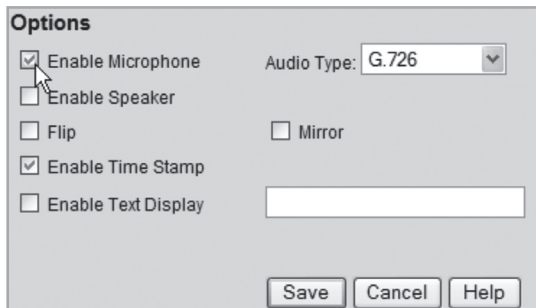 Options
Enable Microphone Audio Type: G.726
Enable Speaker
Flip Mirror
Enable Time Stamp
Enable Text Display
Save Cancel Help